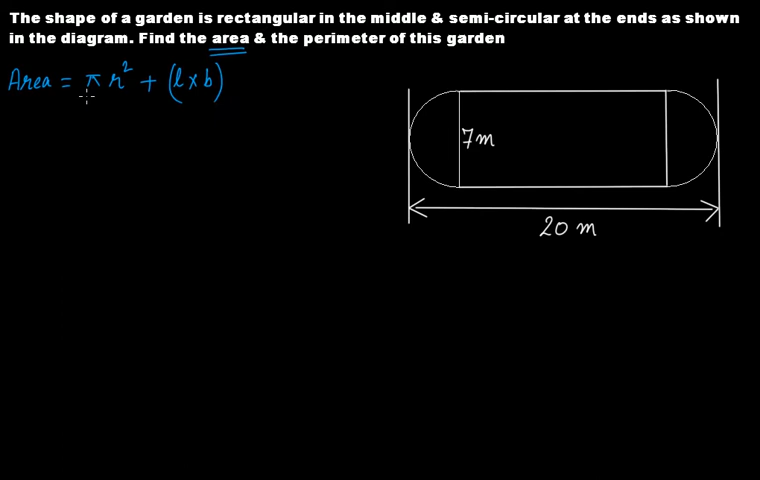 The shape of a garden is rectangular in the middle & semi-circular at the ends as shown
in the diagram. Find the area & the perimeter of this garden
Area = π r² + (l × b)
7m
20 m